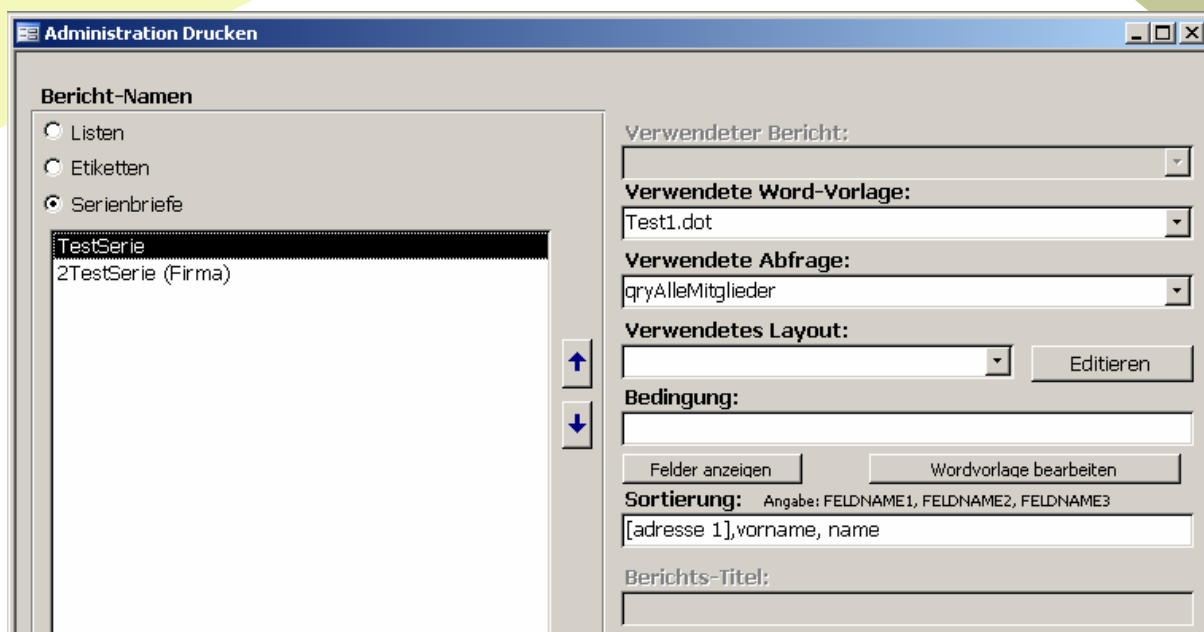 Administration Drucken
Bericht-Namen
Listen
Etiketten
Serienbriefe
TestSerie
2TestSerie (Firma)
Verwendeter Bericht:
Verwendete Word-Vorlage:
Test1.dot
Verwendete Abfrage:
qryAlleMitglieder
Verwendetes Layout:
Editieren
Bedingung:
Felder anzeigen
Wordvorlage bearbeiten
Sortierung: Angabe: FELDNAME1, FELDNAME2, FELDNAME3
[adresse 1],vorname, name
Berichts-Titel: